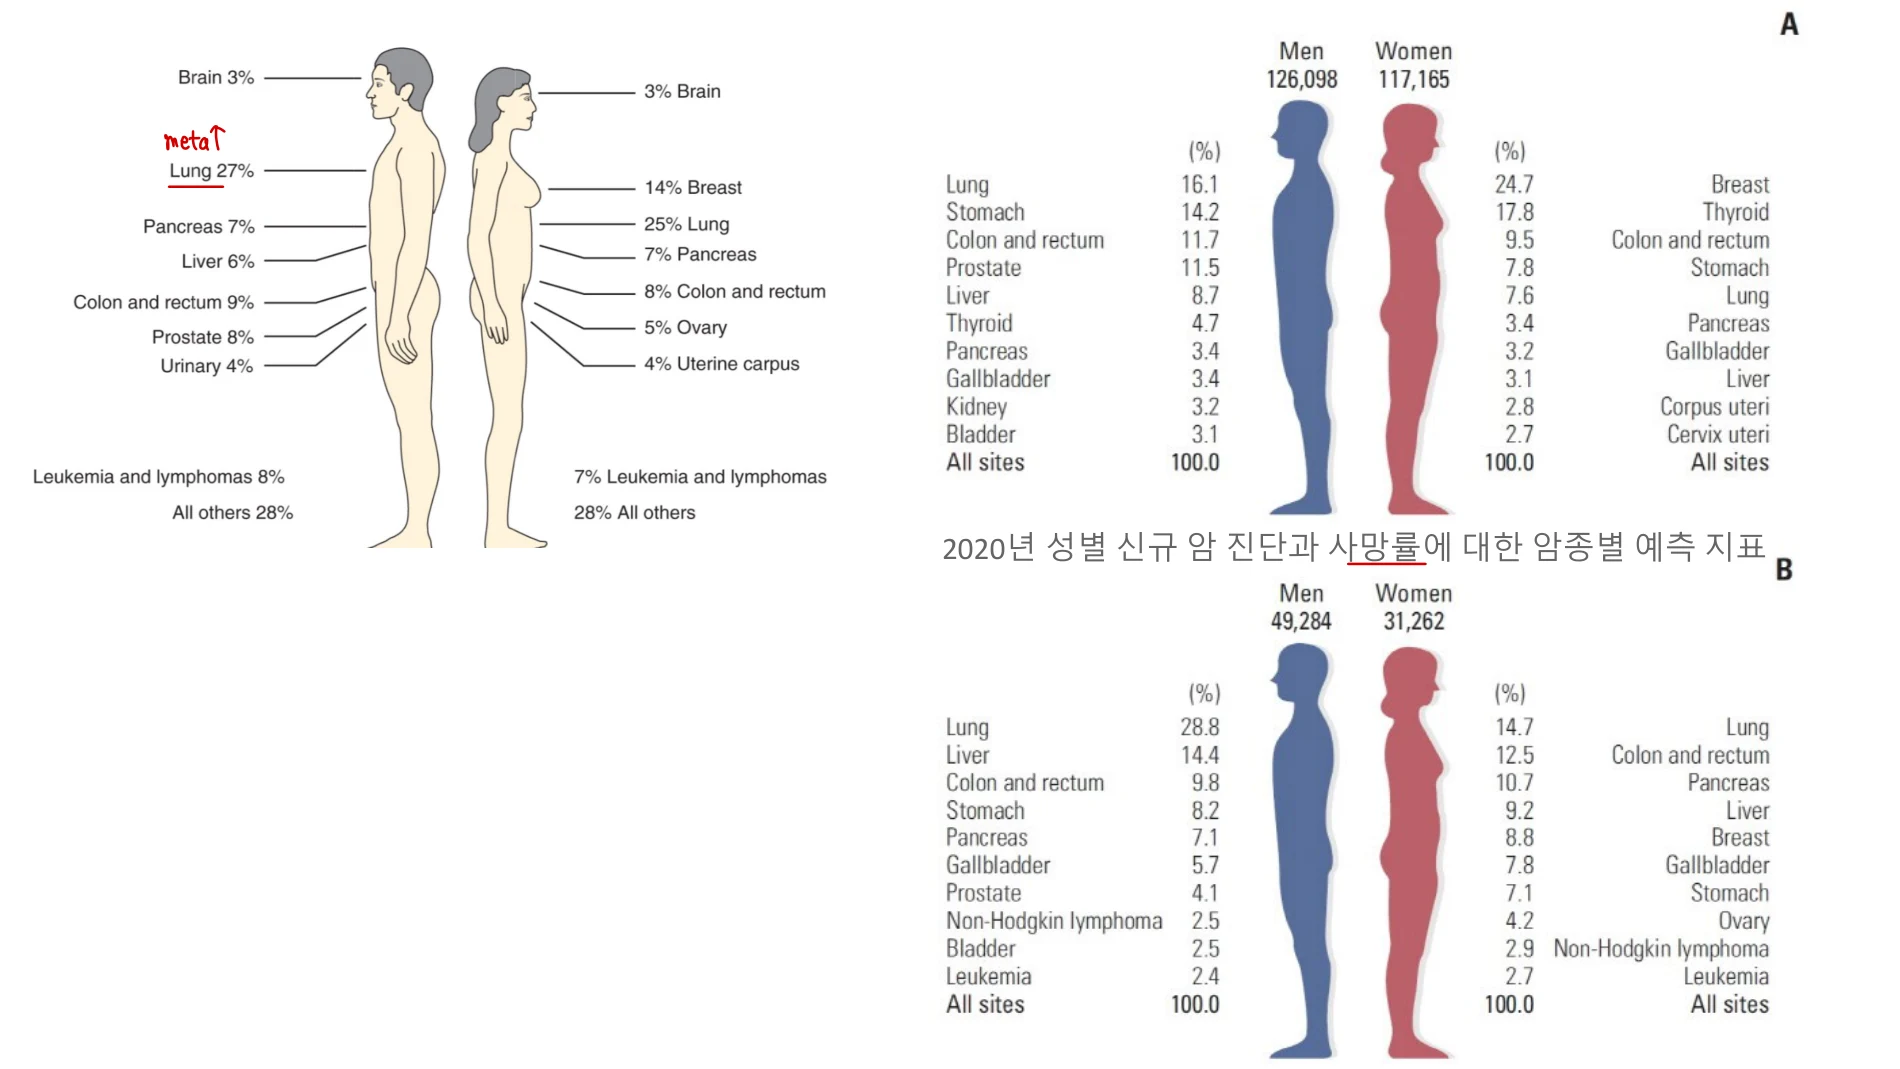 Brain 3%
meta↑
Lung 27%
Pancreas 7%
Liver 6%
Colon and rectum 9%
Prostate 8%
Urinary 4%
Leukemia and lymphomas 8%
All others 28%
3% Brain
14% Breast
25% Lung
7% Pancreas
8% Colon and rectum
5% Ovary
4% Uterine carpus
7% Leukemia and lymphomas
28% All others
A
Men Women
126,098 117,165
(%) (%)
Lung 16.1 24.7 Breast
Stomach 14.2 17.8 Thyroid
Colon and rectum 11.7 9.5 Colon and rectum
Prostate 11.5 7.8 Stomach
Liver 8.7 7.6 Lung
Thyroid 4.7 3.4 Pancreas
Pancreas 3.4 3.2 Gallbladder
Gallbladder 3.4 3.1 Liver
Kidney 3.2 2.8 Corpus uteri
Bladder 3.1 2.7 Cervix uteri
All sites 100.0 100.0 All sites
2020년 성별 신규 암 진단과 사망률에 대한 암종별 예측 지표
B
Men Women
49,284 31,262
(%) (%)
Lung 28.8 14.7 Lung
Liver 14.4 12.5 Colon and rectum
Colon and rectum 9.8 10.7 Pancreas
Stomach 8.2 9.2 Liver
Pancreas 7.1 8.8 Breast
Gallbladder 5.7 7.8 Gallbladder
Prostate 4.1 7.1 Stomach
Non-Hodgkin lymphoma 2.5 4.2 Ovary
Bladder 2.5 2.9 Non-Hodgkin lymphoma
Leukemia 2.4 2.7 Leukemia
All sites 100.0 100.0 All sites